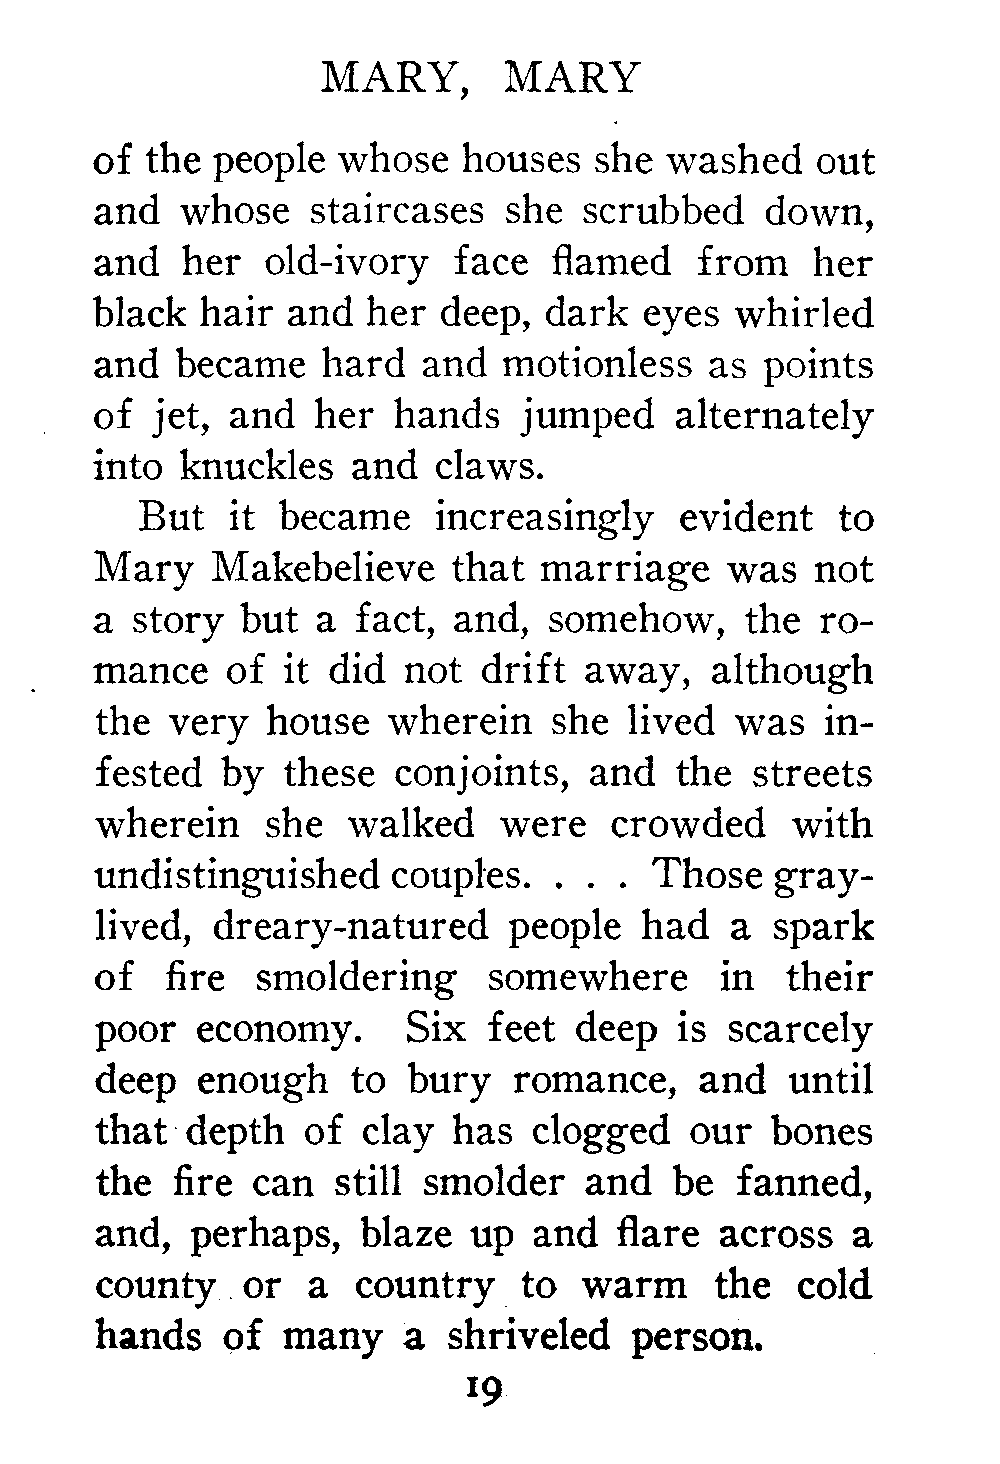 MARY, MARY
of the people whose houses she washed out
and whose staircases she scrubbed down,
and her old-ivory face flamed from her
black hair and her deep, dark eyes whirled
and became hard and motionless as points
of jet, and her hands jumped alternately
into knuckles and claws.
But it became increasingly evident to
Mary Makebelieve that marriage was not
a story but a fact, and, somehow, the ro-
mance of it did not drift away, although
the very house wherein she lived was in-
fested by these conjoints, and the streets
wherein she walked were crowded with
undistinguished couples. . . . Those gray-
lived, dreary-natured people had a spark
of fire smoldering somewhere in their
poor economy. Six feet deep is scarcely
deep enough to bury romance, and until
that depth of clay has clogged our bones
the fire can still smolder and be fanned,
and, perhaps, blaze up and flare across a
county or a country to warm the cold
hands of many a shriveled person.
19